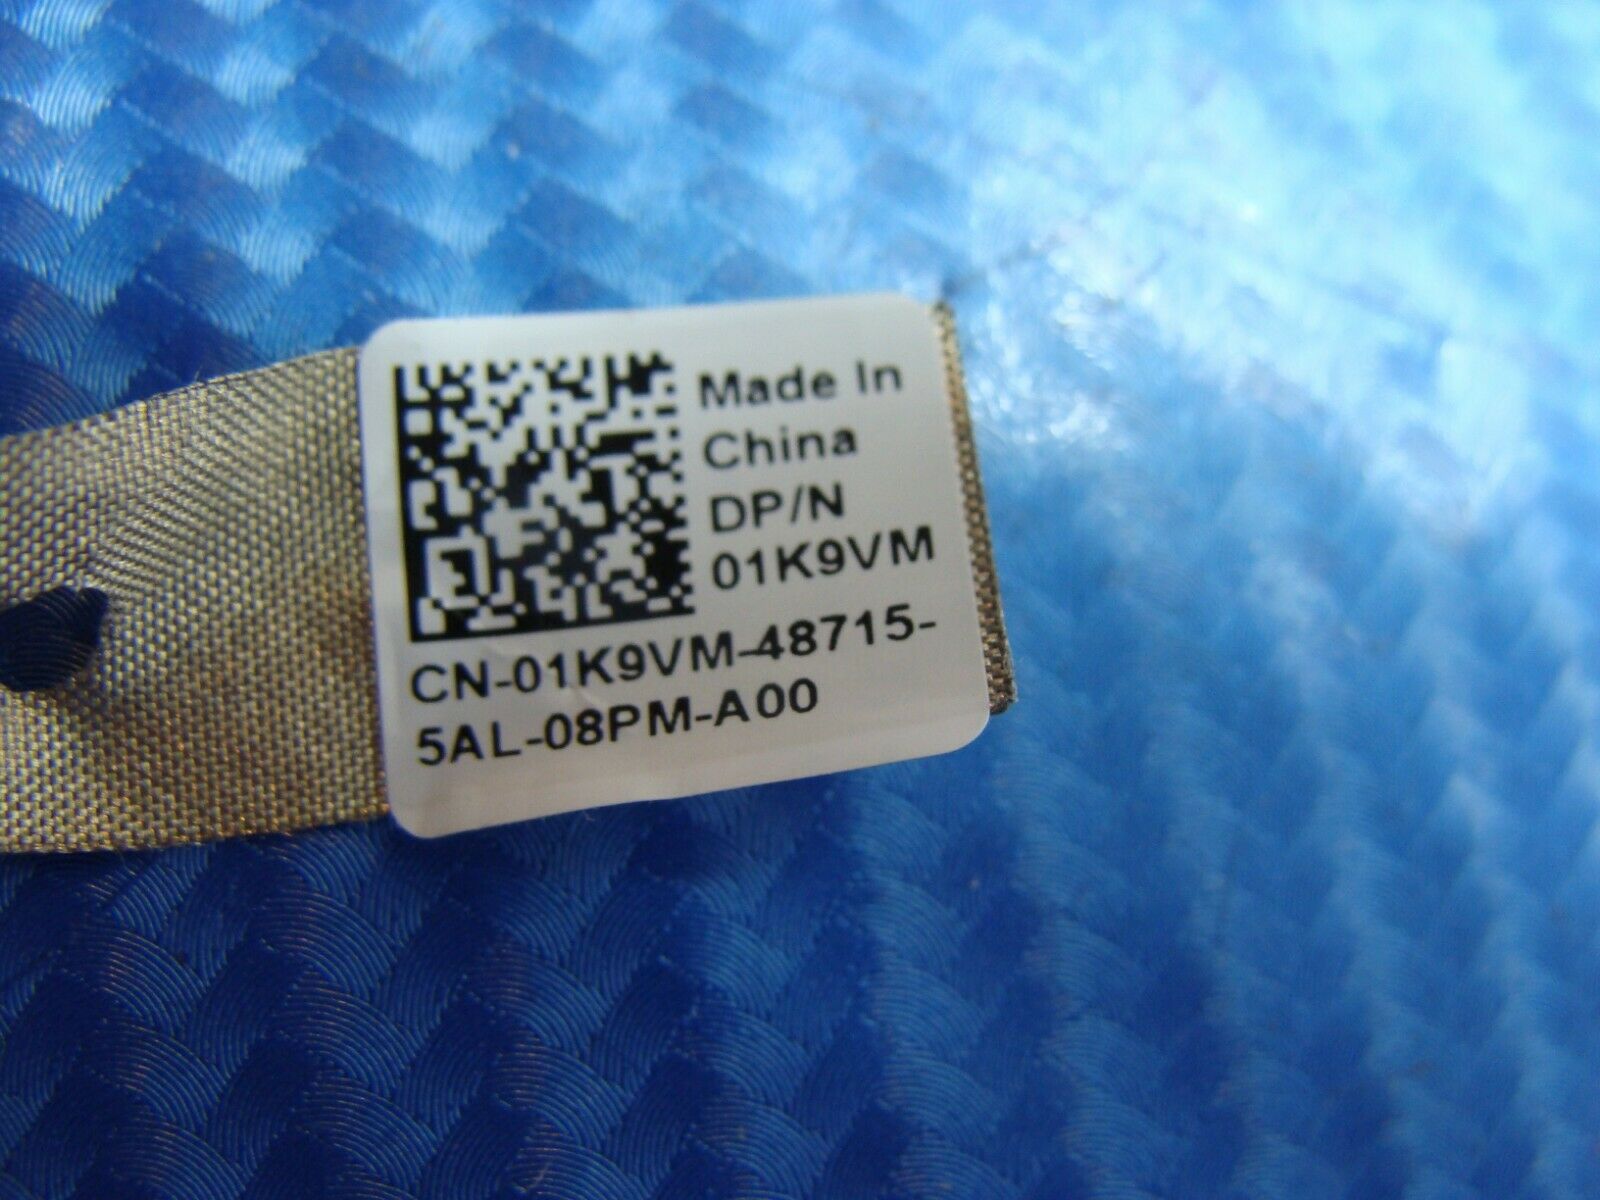 Made In
China
DP/N
01K9VM
CN-01K9VM-48715-
5AL-08PM-A00